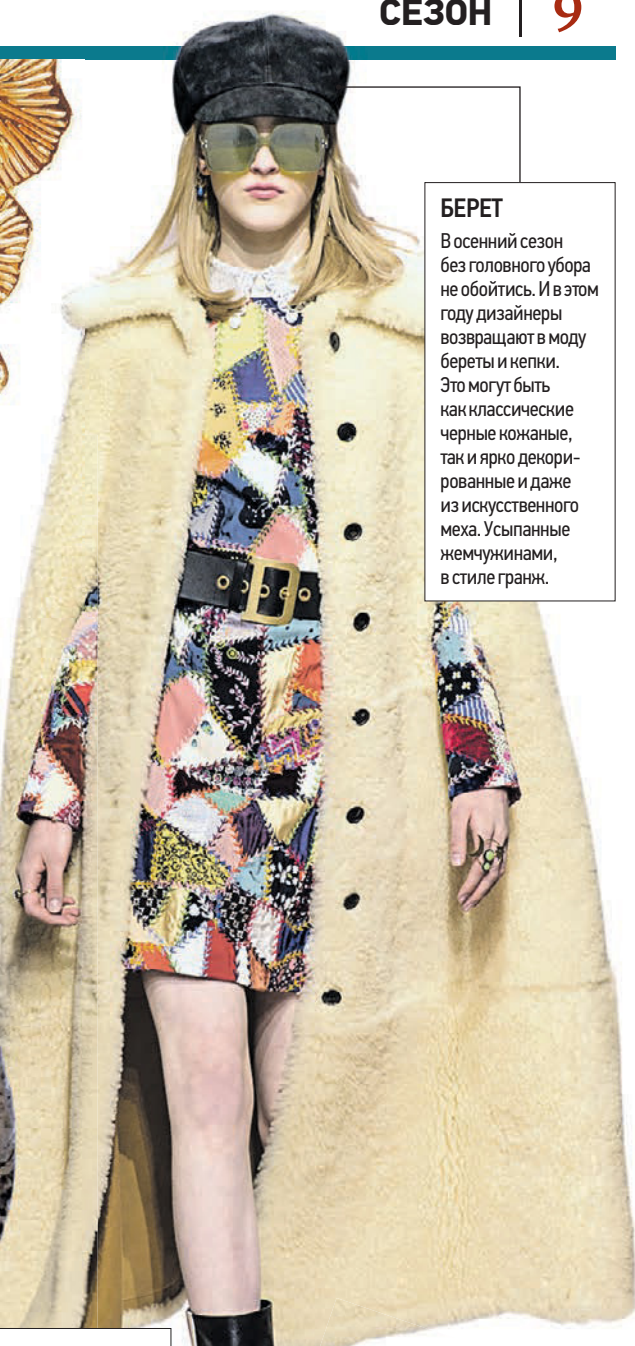 СЕЗОН | 9
БЕРЕТ
В осенний сезон
без головного убора
не обойтись. И в этом
году дизайнеры
возвращают в моду
береты и кепки.
Это могут быть
как классические
черные кожаные,
так и ярко декори-
рованные и даже
из искусственного
меха. Усыпанные
жемчужинами,
в стиле гранж.